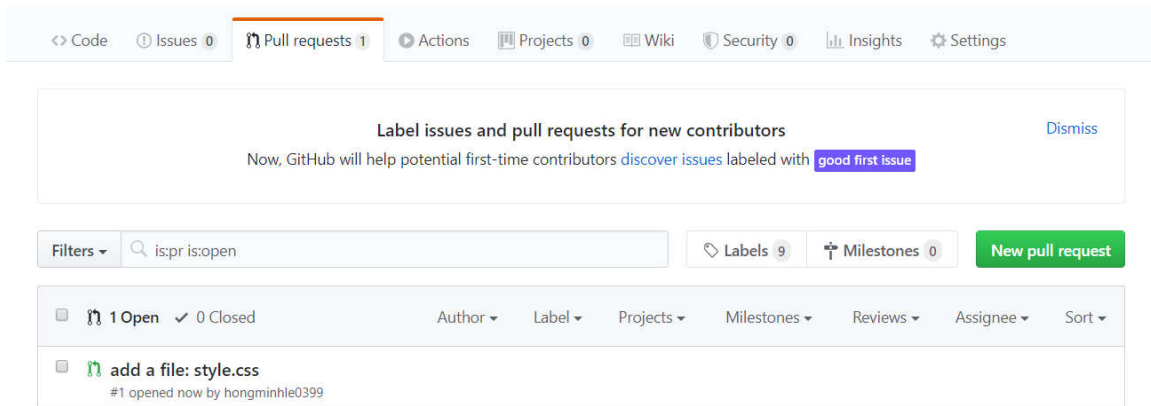 Code Issues 0 Pull requests 1 Actions Projects 0 Wiki Security 0 Insights Settings
Label issues and pull requests for new contributors
Dismiss
Now, GitHub will help potential first-time contributors discover issues labeled with good first issue
Filters is:pr is:open Labels 9 Milestones 0 New pull request
1 Open 0 Closed Author Label Projects Milestones Reviews Assignee Sort
add a file: style.css
#1 opened now by hongminhle0399